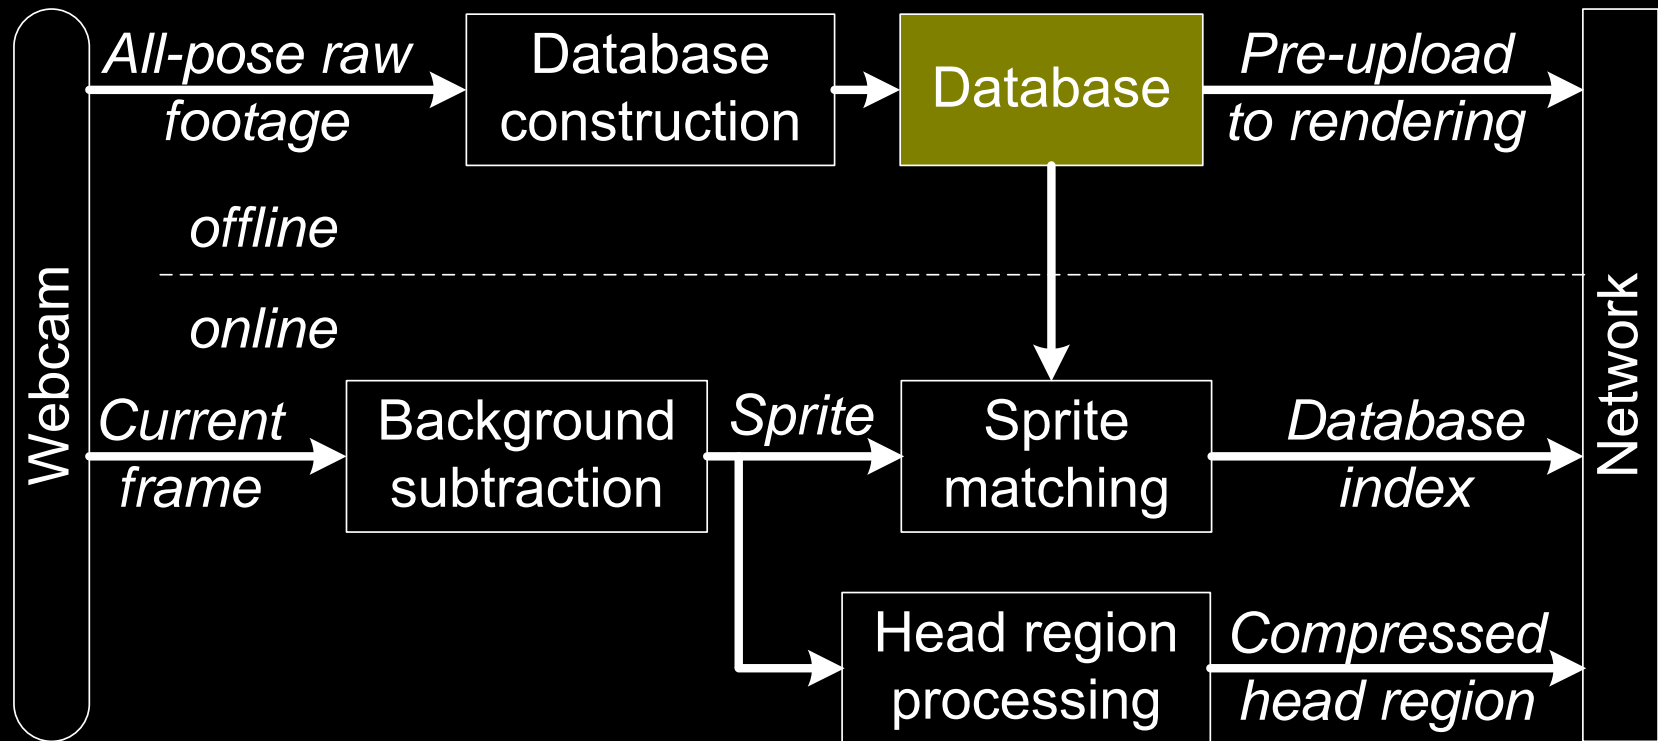 Webcam
All-pose raw
footage
Database
construction
Database
Pre-upload
to rendering
offline
online
Current
frame
Background
subtraction
Sprite
Sprite
matching
Database
index
Head region
processing
Compressed
head region
Network